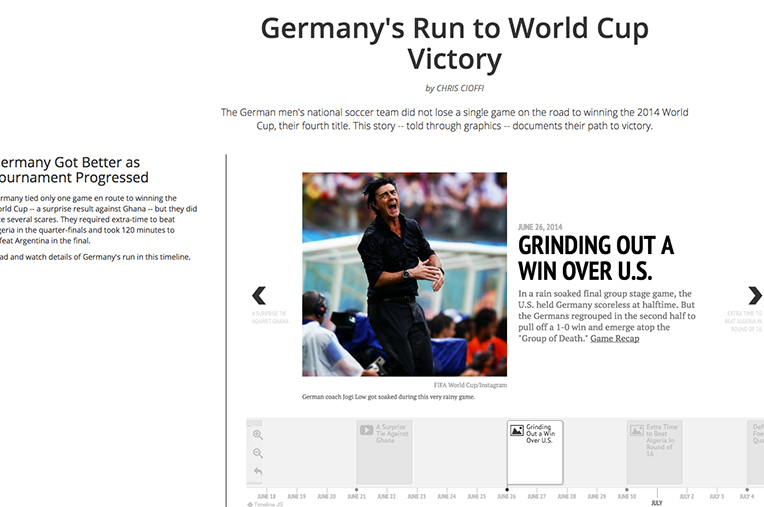 Germany's Run to World Cup
Victory
by CHRIS CIOFFI
The German men's national soccer team did not lose a single game on the road to winning the 2014 World
Cup, their fourth title. This story -- told through graphics -- documents their path to victory.
ermany Got Better as
ournament Progressed
rmany tied only one game en route to winning the
orld Cup -- a surprise result against Ghana -- but they did
ce several scares. They required extra-time to beat
geria in the quarter-finals and took 120 minutes to
feat Argentina in the final.
ad and watch details of Germany's run in this timeline.
JUNE 26, 2014
GRINDING OUT A
WIN OVER U.S.
In a rain soaked final group stage game, the
U.S. held Germany scoreless at halftime. But
the Germans regrouped in the second half to
pull off a 1-0 win and emerge atop the
"Group of Death." Game Recap
A SURPRISE TIE
AGAINST GHANA
EXTRA TIME TO
BEAT ALGERIA IN
ROUND OF 16
FIFA World Cup/Instagram
German coach Jogi Low got soaked during this very rainy game.
A Surprise
Tie Against
Ghana
Grinding
Out a Win
Over U.S.
Extra Time
to Beat
Algeria in
Round of
16
Def
Foe
Qua
JUNE 18 JUNE 19 JUNE 20 JUNE 21 JUNE 22 JUNE 23 JUNE 24 JUNE 25 JUNE 26 JUNE 27 JUNE 28 JUNE 29 JUNE 30 JULY JULY 2 JULY 3 JULY 4
Timeline JS